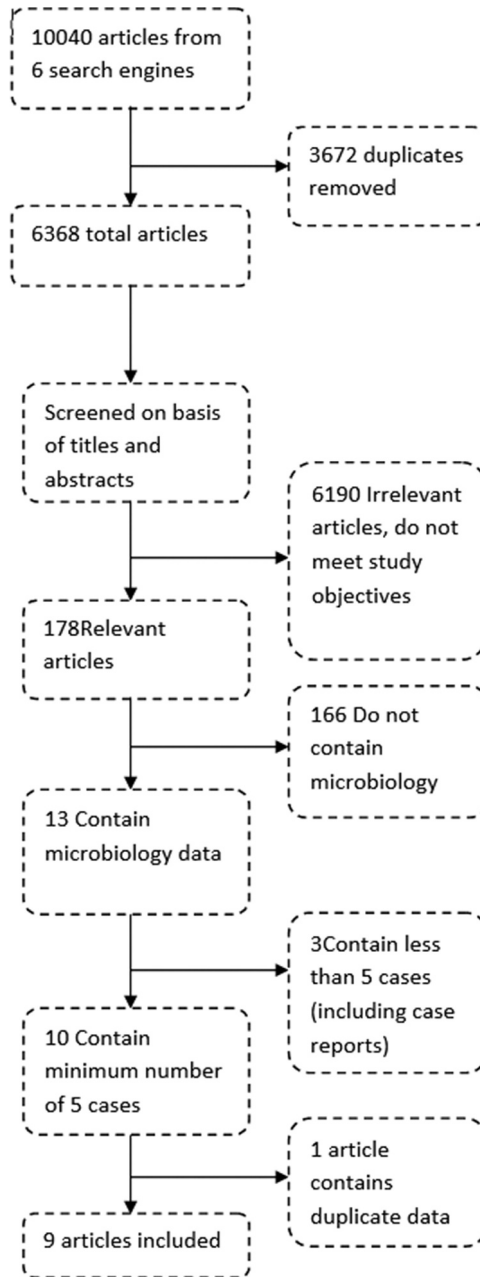 10040 articles from
6 search engines
3672 duplicates
removed
6368 total articles
Screened on basis
of titles and
abstracts
6190 Irrelevant
articles, do not
meet study
objectives
178Relevant
articles
166 Do not
contain
microbiology
13 Contain
microbiology data
3Contain less
than 5 cases
(including case
reports)
10 Contain
minimum number
of 5 cases
1 article
contains
duplicate data
9 articles included